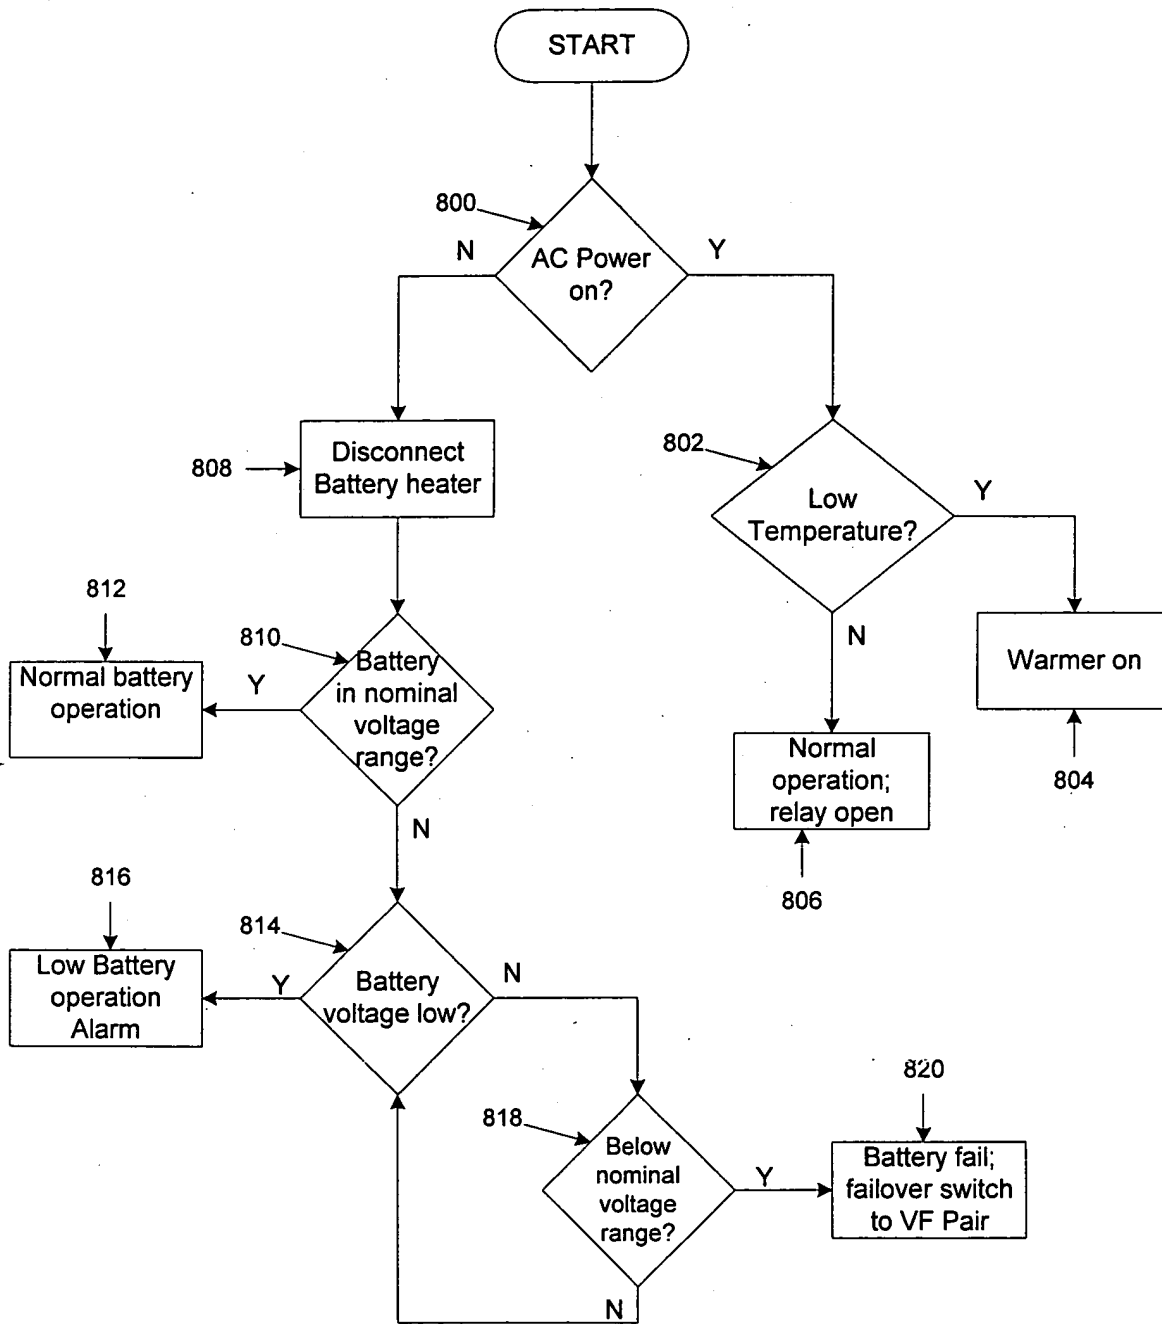 START
800
N
Y
AC Power
on?
802
808
Disconnect
Battery heater
Low
Temperature?
Y
812
810
N
Normal battery
operation
Y
Battery
in nominal
voltage
range?
Warmer on
Normal
operation;
relay open
804
N
806
816
814
Low Battery
operation
Alarm
Y
Battery
voltage low?
N
820
818
Below
nominal
voltage
range?
Y
Battery fail;
failover switch
to VF Pair
N